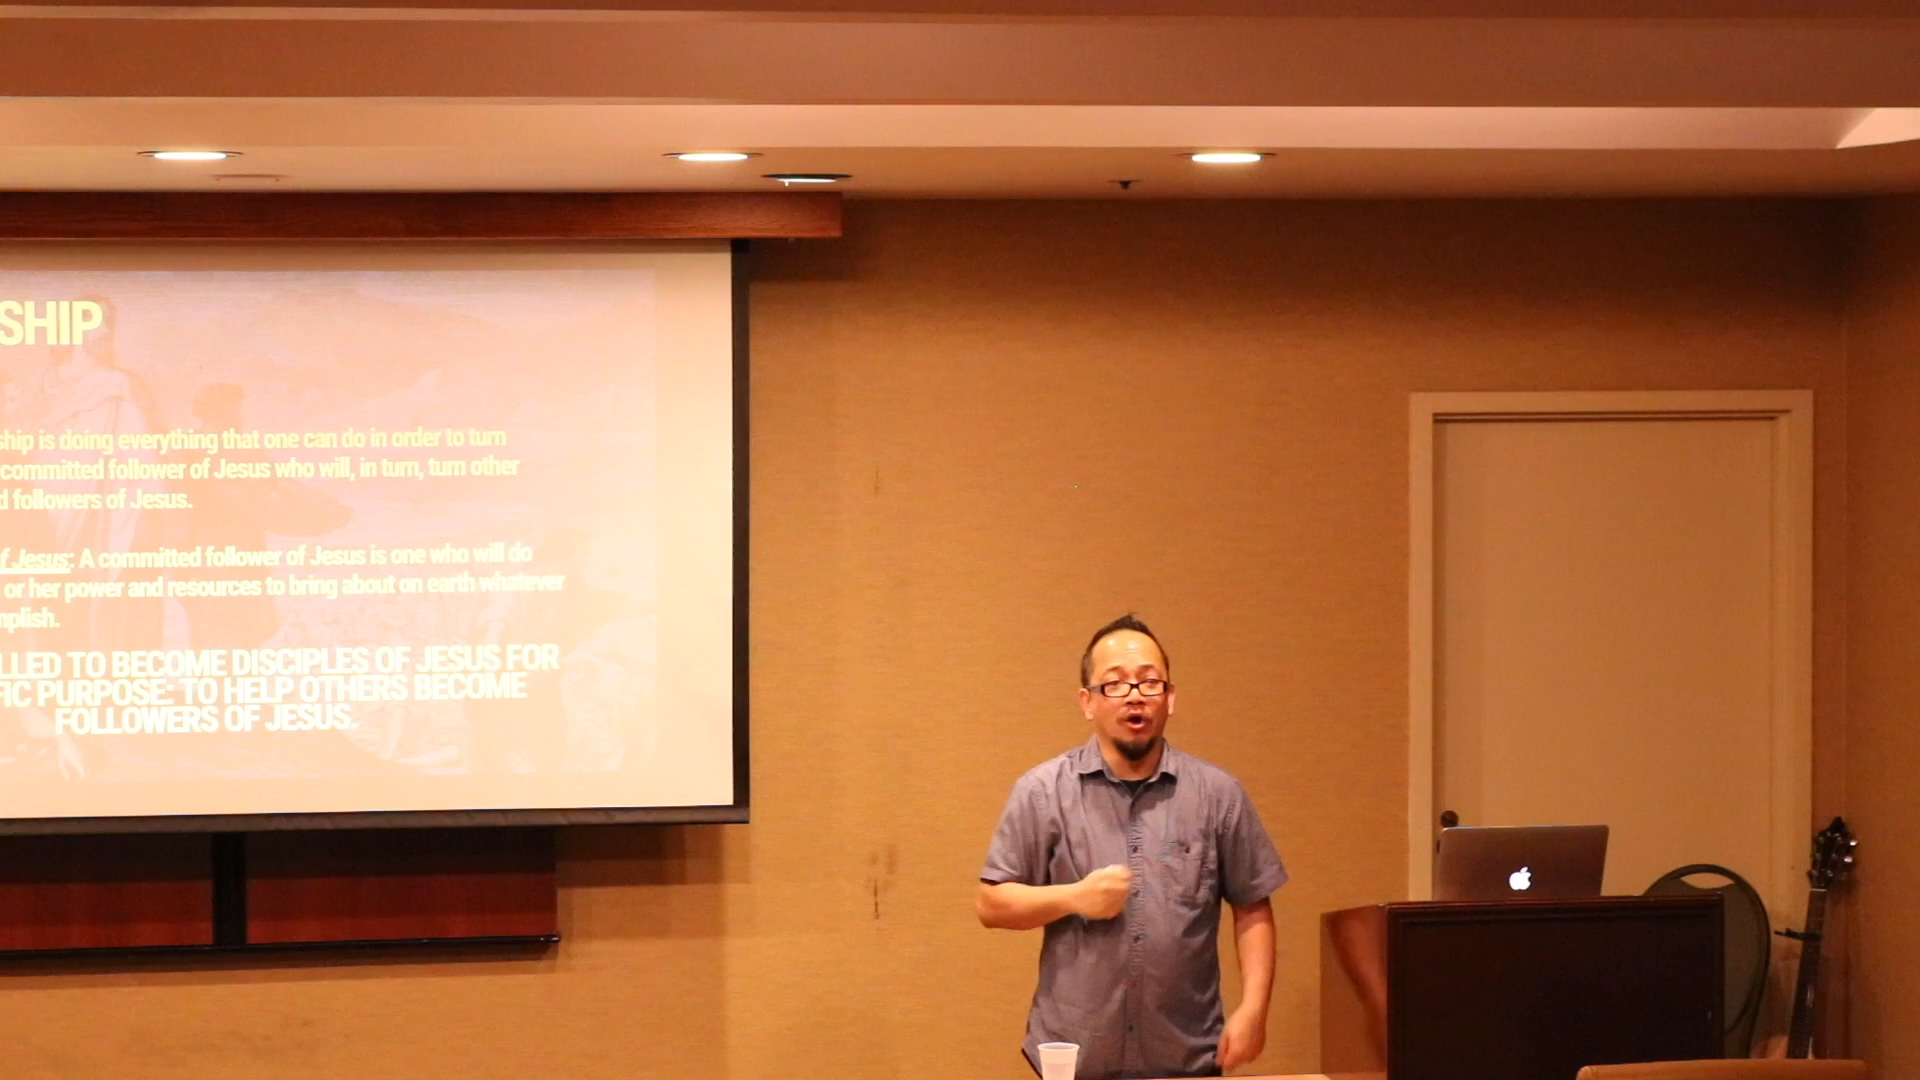 SHIP
ship is doing everything that one can do in order to turn
committed follower of Jesus who will, in turn, turn other
d followers of Jesus.
of Jesus: A committed follower of Jesus is one who will do
or her power and resources to bring about on earth whatever
mplish.
LLED TO BECOME DISCIPLES OF JESUS FOR
FIC PURPOSE: TO HELP OTHERS BECOME
FOLLOWERS OF JESUS.